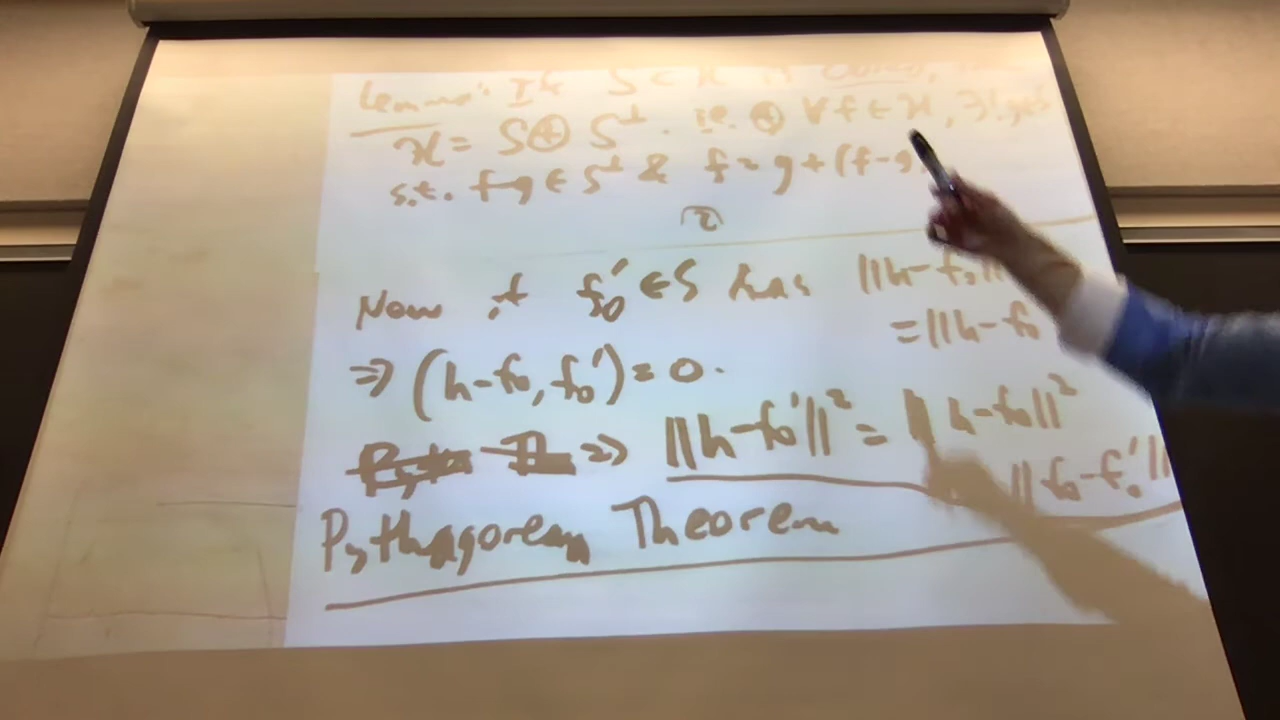 Lemma: If S ⊂ ℋ is closed,
ℋ = S ⊕ S^⊥. i.e. ⊕ ∀f ∈ ℋ, ∃! g∈S
s.t. f-g ∈ S^⊥ & f = g + (f-g
Now if f₀' ∈ S has ||h-f₀||
= ||h-f₀
⇒ (h-f₀, f₀') = 0.
⇒ ||h-f₀'||² = ||h-f₀||²
||f₀-f₀'||
Pythagorean Theorem